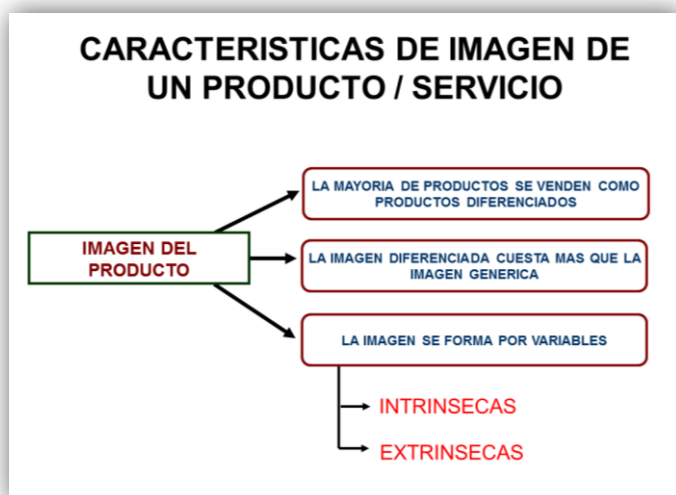 CARACTERISTICAS DE IMAGEN DE
UN PRODUCTO / SERVICIO
LA MAYORIA DE PRODUCTOS SE VENDEN COMO
PRODUCTOS DIFERENCIADOS
IMAGEN DEL
PRODUCTO
LA IMAGEN DIFERENCIADA CUESTA MAS QUE LA
IMAGEN GENERICA
LA IMAGEN SE FORMA POR VARIABLES
INTRINSECAS
EXTRINSECAS